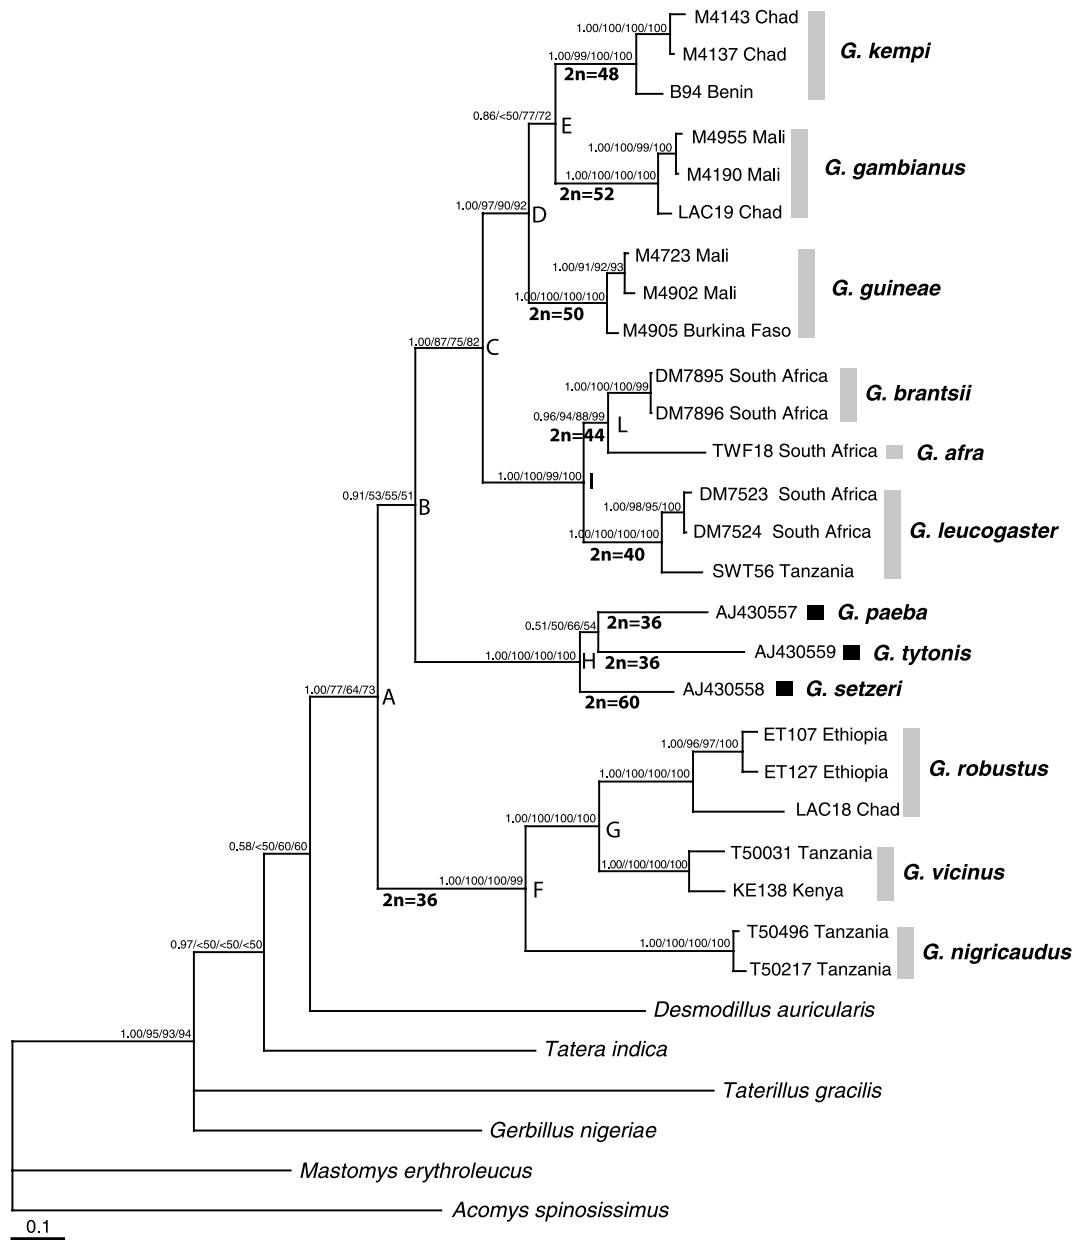 M4143 Chad
1.00/100/100/100
M4137 Chad
G. kempi
1.00/99/100/100
2n=48
B94 Benin
0.86/<50/77/72
E
M4955 Mali
1.00/100/99/100
M4190 Mali
G. gambianus
1.00/100/100/100
2n=52
LAC19 Chad
1.00/97/90/92
D
M4723 Mali
1.00/91/92/93
M4902 Mali
G. guineae
1.00/100/100/100
2n=50
M4905 Burkina Faso
1.00/87/75/82
C
DM7895 South Africa
1.00/100/100/99
G. brantsii
DM7896 South Africa
0.96/94/88/99
2n=44
L
TWF18 South Africa
G. afra
1.00/100/99/100
I
DM7523 South Africa
1.00/98/95/100
DM7524 South Africa
G. leucogaster
1.00/100/100/100
2n=40
SWT56 Tanzania
0.91/53/55/51
B
AJ430557
G. paeba
0.51/50/66/54
2n=36
AJ430559
G. tytonis
1.00/100/100/100
H
2n=36
AJ430558
G. setzeri
2n=60
1.00/77/64/73
A
ET107 Ethiopia
1.00/96/97/100
ET127 Ethiopia
G. robustus
1.00/100/100/100
LAC18 Chad
1.00/100/100/100
G
T50031 Tanzania
1.00//100/100/100
G. vicinus
KE138 Kenya
0.58/<50/60/60
1.00/100/100/99
2n=36
F
T50496 Tanzania
1.00/100/100/100
G. nigricaudus
T50217 Tanzania
0.97/<50/<50/<50
Desmodillus auricularis
1.00/95/93/94
Tatera indica
Taterillus gracilis
Gerbillus nigeriae
Mastomys erythroleucus
Acomys spinosissimus
0.1